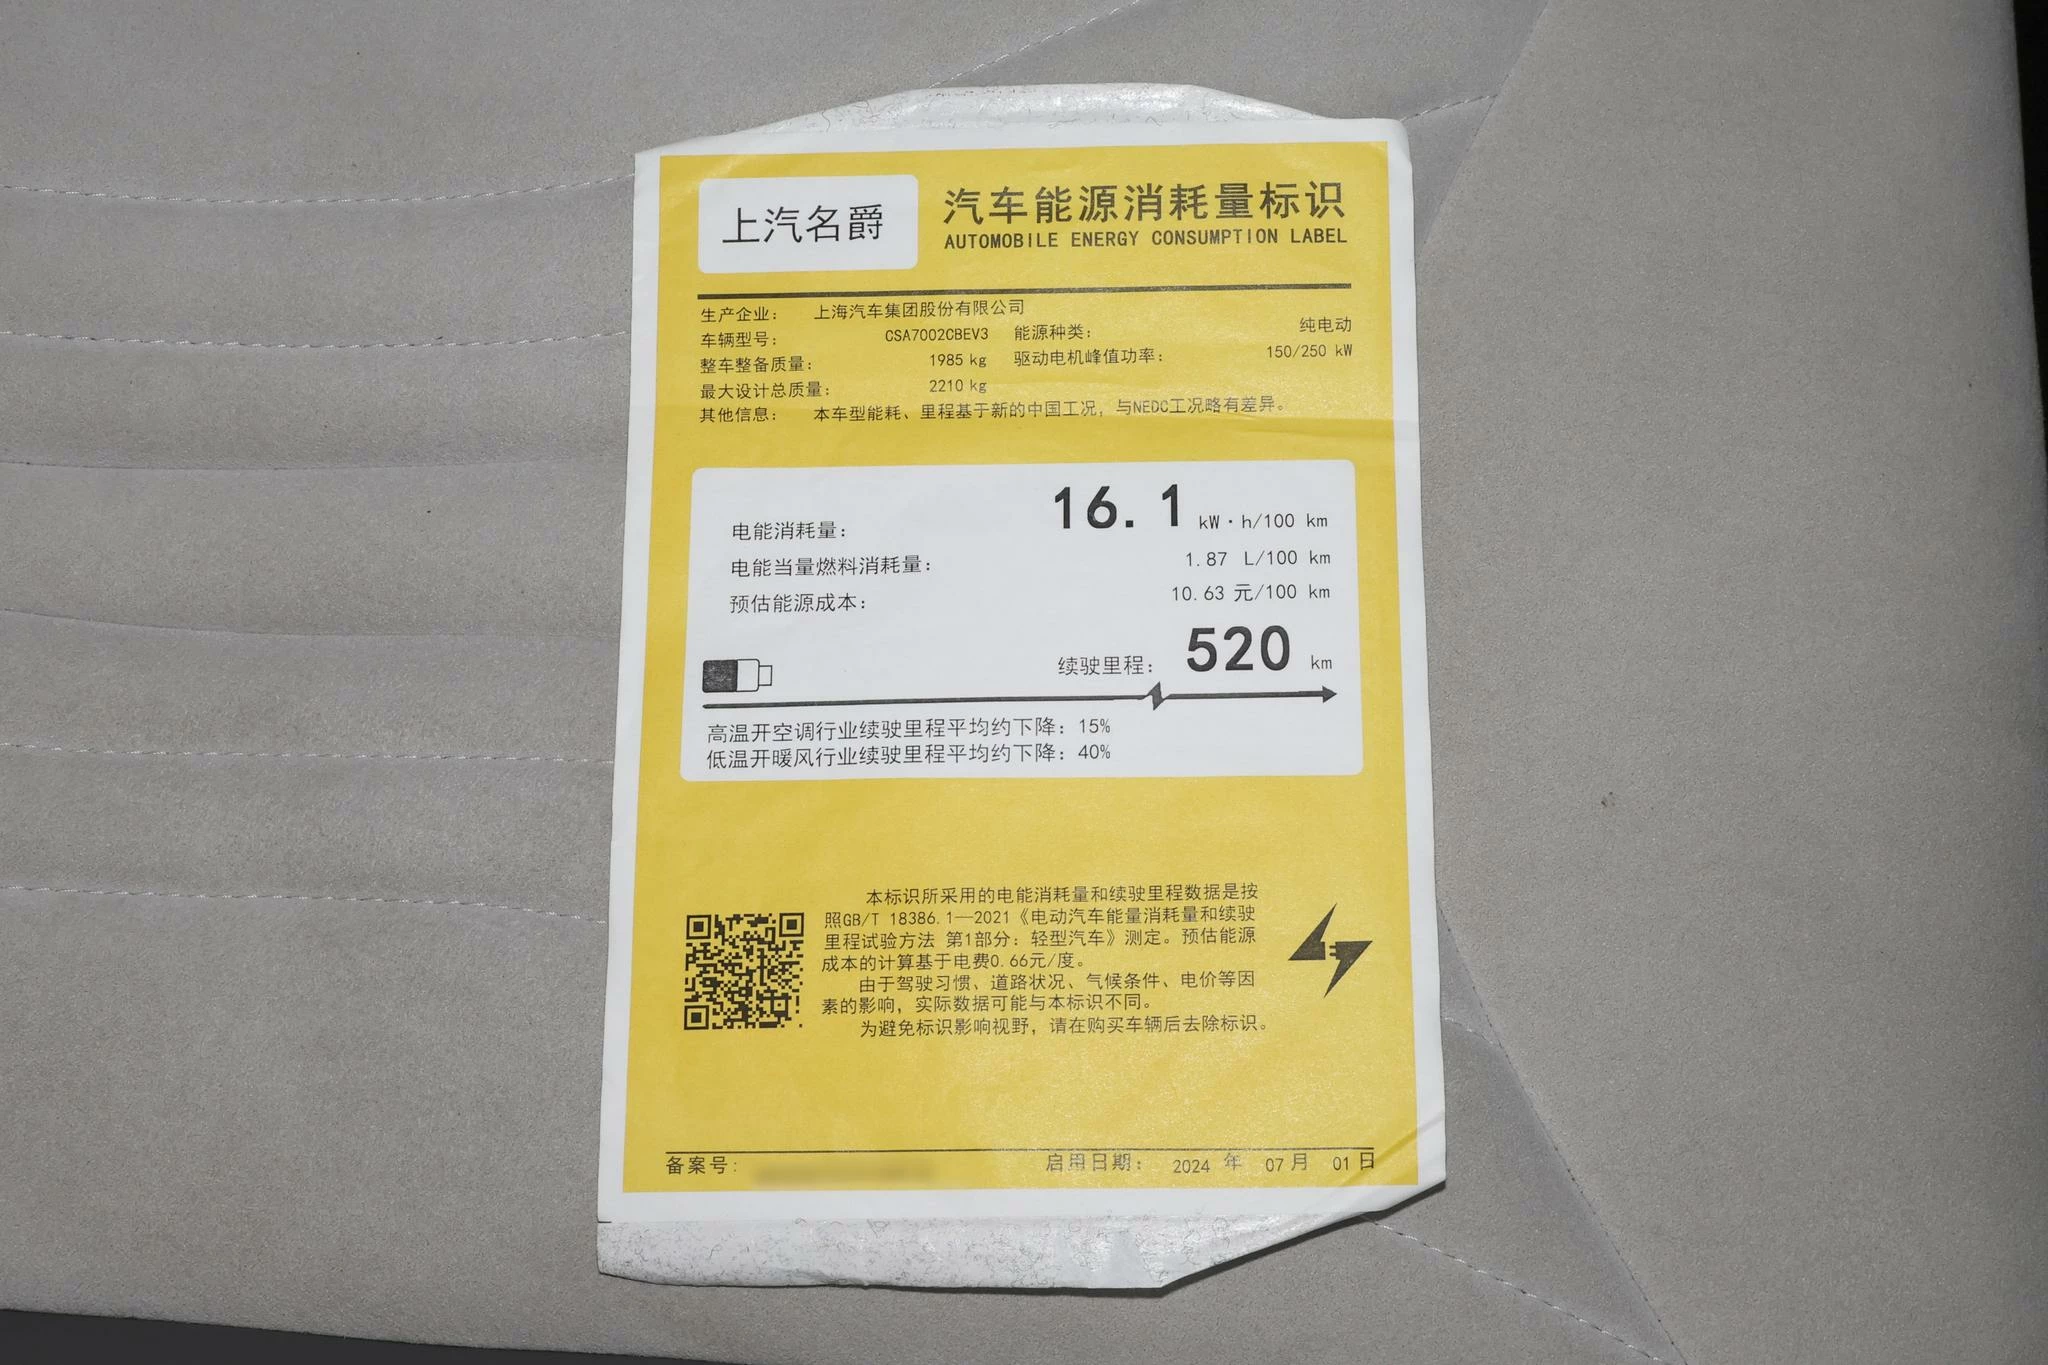 上汽名爵
汽车能源消耗量标识
AUTOMOBILE ENERGY CONSUMPTION LABEL
生产企业： 上海汽车集团股份有限公司
车辆型号： CSA7002CBEV3 能源种类： 纯电动
整车整备质量： 1985 kg 驱动电机峰值功率： 150/250 kW
最大设计总质量： 2210 kg
其他信息： 本车型能耗、里程基于新的中国工况，与NEDC工况略有差异。
电能消耗量： 16.1 kW·h/100 km
电能当量燃料消耗量： 1.87 L/100 km
预估能源成本： 10.63 元/100 km
续驶里程： 520 km
高温开空调行业续驶里程平均约下降：15%
低温开暖风行业续驶里程平均约下降：40%
本标识所采用的电能消耗量和续驶里程数据是按
照GB/T 18386.1—2021《电动汽车能量消耗量和续驶
里程试验方法 第1部分：轻型汽车》测定。预估能源
成本的计算基于电费0.66元/度。
由于驾驶习惯、道路状况、气候条件、电价等因
素的影响，实际数据可能与本标识不同。
为避免标识影响视野，请在购买车辆后去除标识。
备案号： 启用日期： 2024 年 07 月 01 日